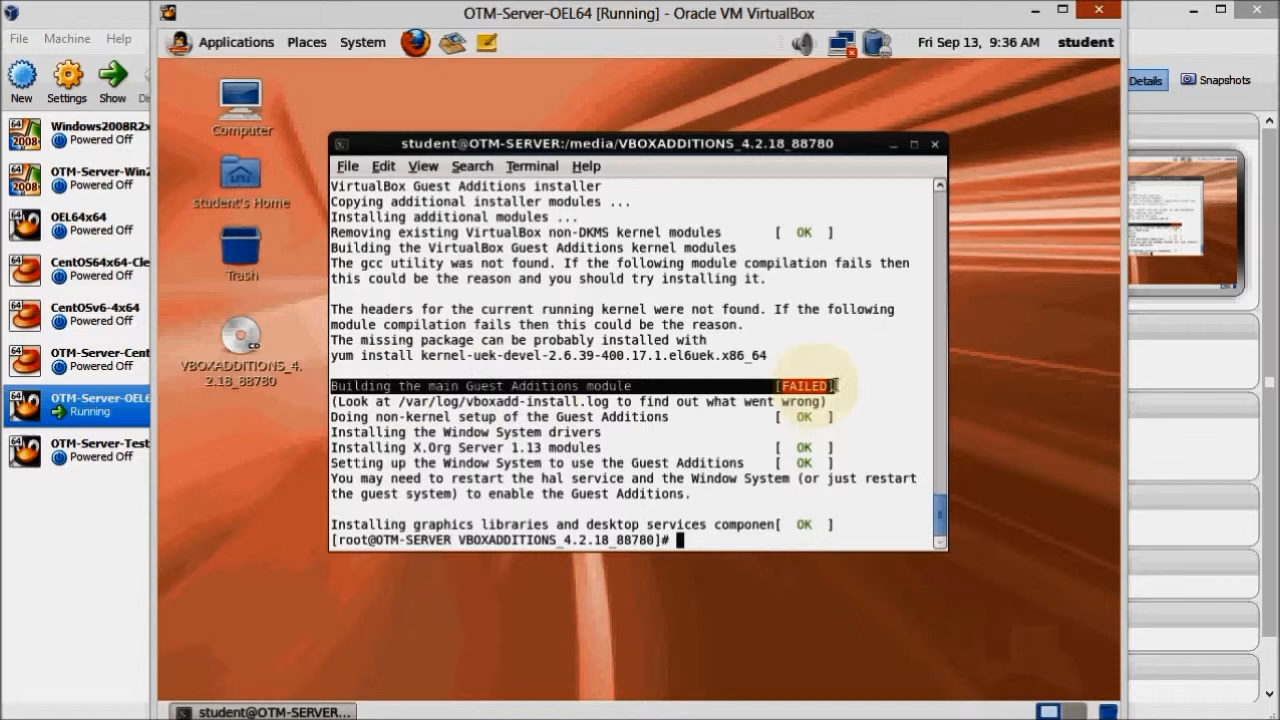 OTM-Server-OEL64 [Running] - Oracle VM VirtualBox
File Machine Help
New Settings Show
Applications Places System
Fri Sep 13, 9:36 AM student
Details Snapshots
Windows2008R2x
Powered Off
OTM-Server-Win2
Powered Off
OEL64x64
Powered Off
CentOS64x64-Cle
Powered Off
CentOSv6-4x64
Powered Off
OTM-Server-Cent
Powered Off
OTM-Server-OEL6
Running
OTM-Server-Test
Powered Off
Computer
student's Home
Trash
CD
VBOXADDITIONS_4.
2.18_88780
student@OTM-SERVER:/media/VBOXADDITIONS_4.2.18_88780
File Edit View Search Terminal Help
VirtualBox Guest Additions installer
Copying additional installer modules ...
Installing additional modules ...
Removing existing VirtualBox non-DKMS kernel modules [ OK ]
Building the VirtualBox Guest Additions kernel modules
The gcc utility was not found. If the following module compilation fails then
this could be the reason and you should try installing it.
The headers for the current running kernel were not found. If the following
module compilation fails then this could be the reason.
The missing package can be probably installed with
yum install kernel-uek-devel-2.6.39-400.17.1.el6uek.x86_64
Building the main Guest Additions module [FAILED]
(Look at /var/log/vboxadd-install.log to find out what went wrong)
Doing non-kernel setup of the Guest Additions [ OK ]
Installing the Window System drivers
Installing X.Org Server 1.13 modules [ OK ]
Setting up the Window System to use the Guest Additions [ OK ]
You may need to restart the hal service and the Window System (or just restart
the guest system) to enable the Guest Additions.
Installing graphics libraries and desktop services componen[ OK ]
[root@OTM-SERVER VBOXADDITIONS_4.2.18_88780]#
student@OTM-SERVER...